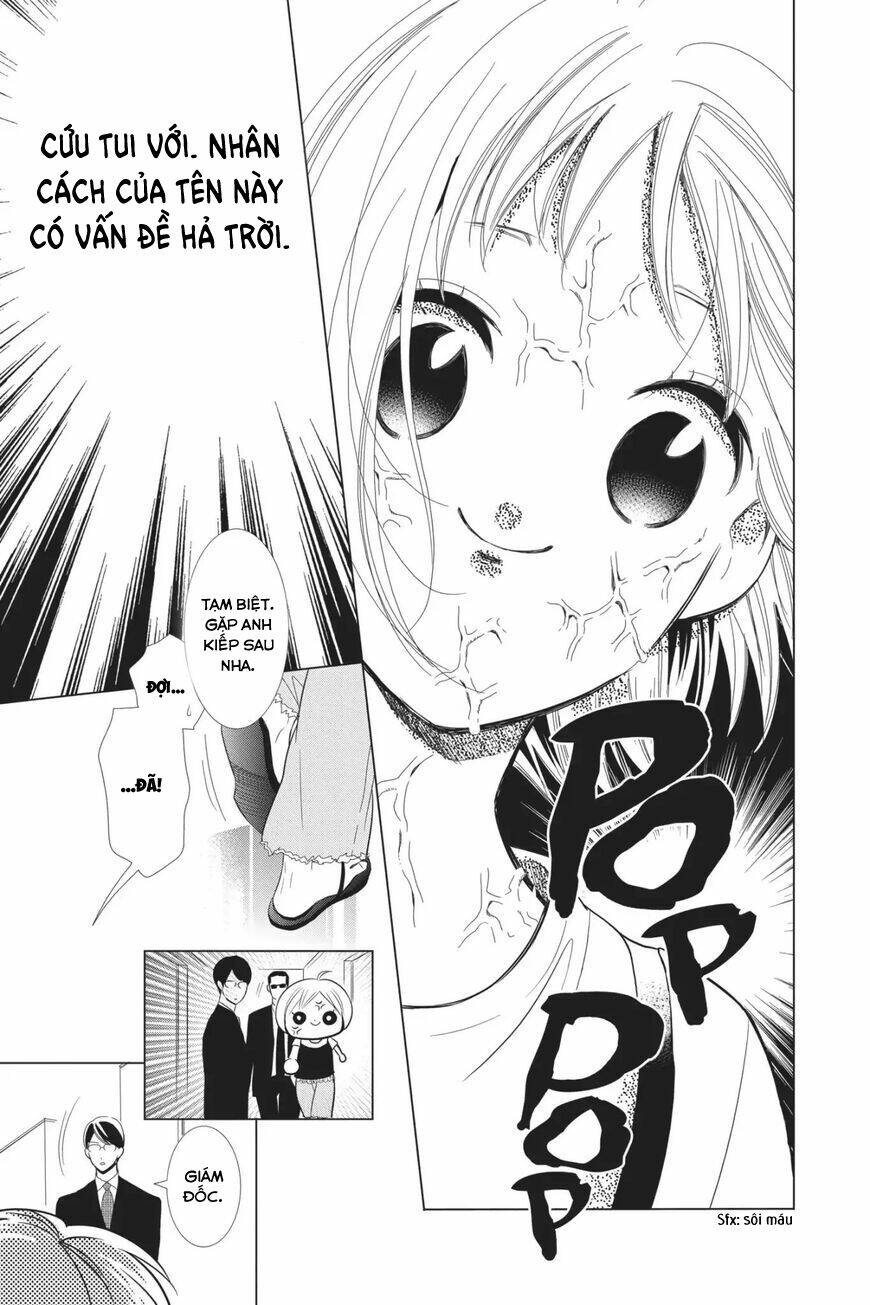 CỨU TUI VỚI. NHÂN
CÁCH CỦA TÊN NÀY
CÓ VẤN ĐỀ HẢ TRỜI.
POP
POP
TẠM BIỆT.
GẶP ANH
KIẾP SAU
NHA.
ĐỢI...
...ĐÃ!
GIÁM
ĐỐC.
Sfx: sôi máu